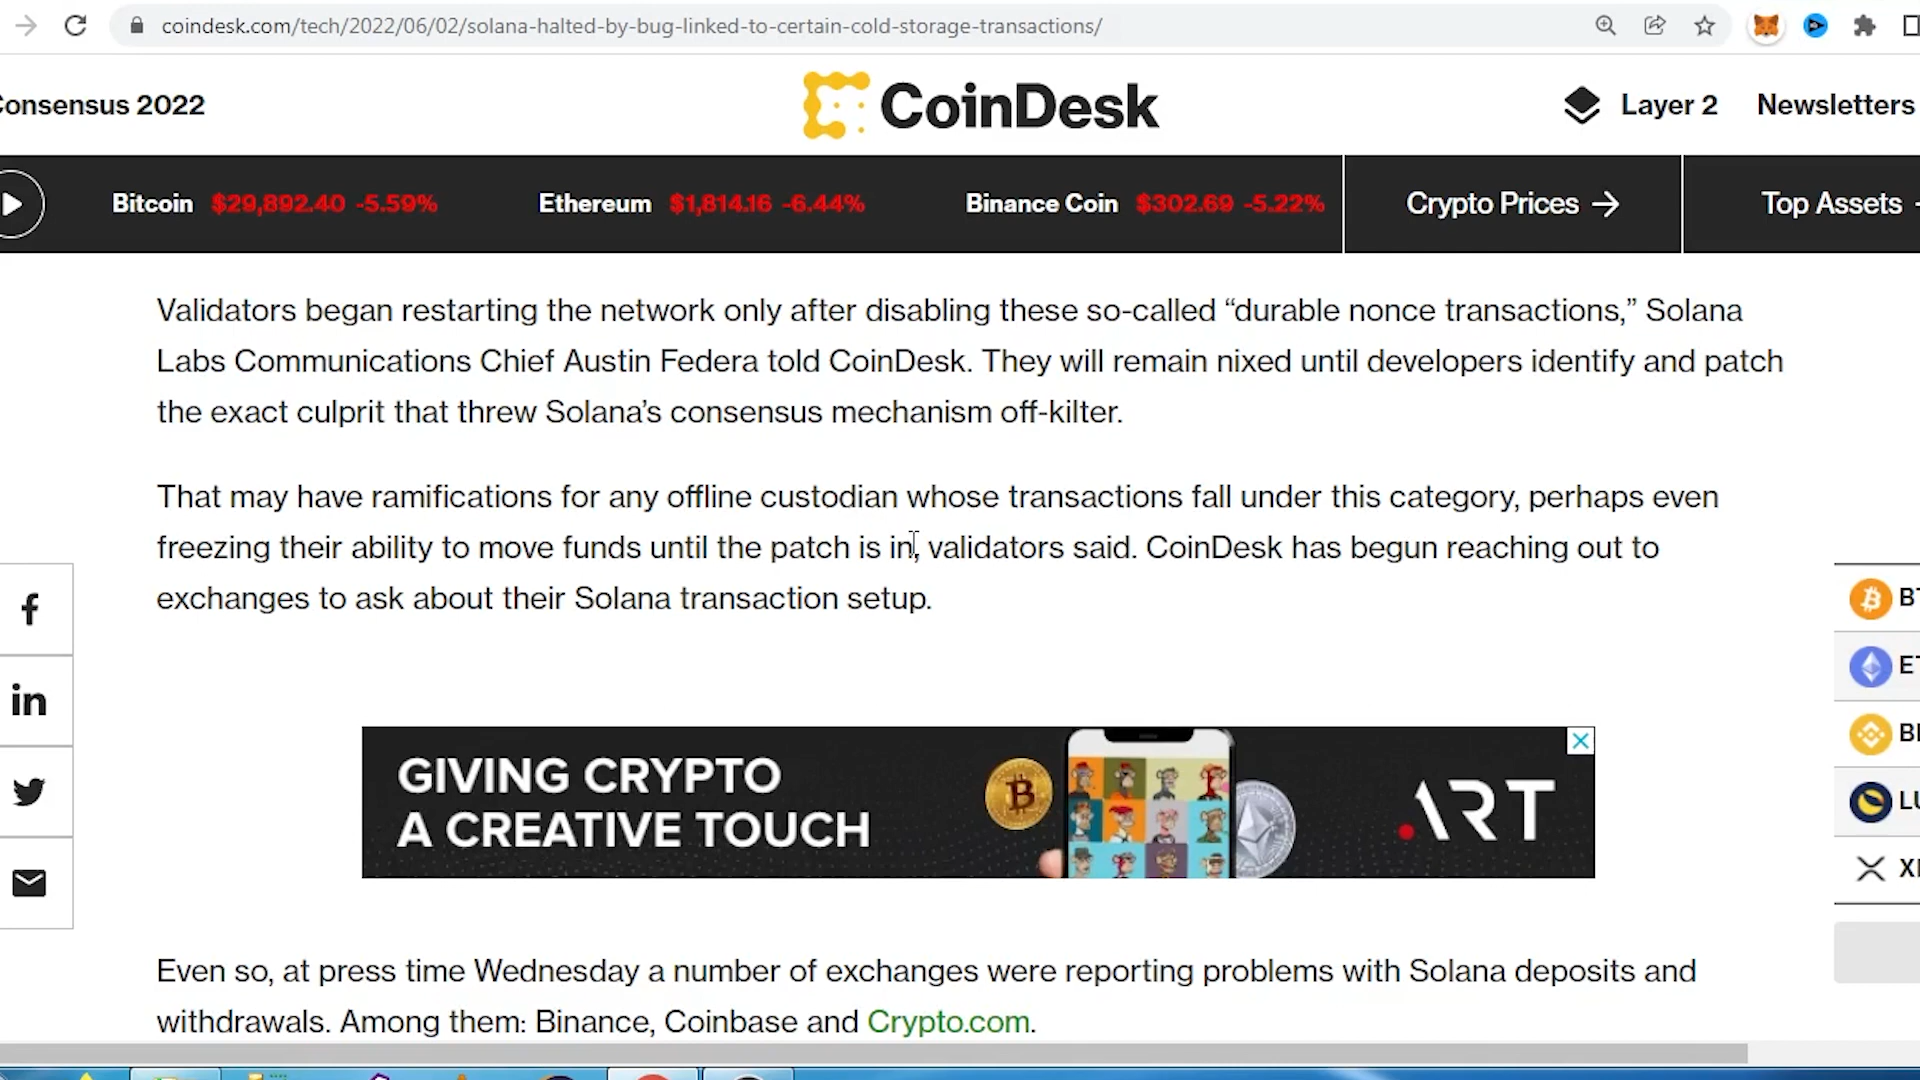 coindesk.com/tech/2022/06/02/solana-halted-by-bug-linked-to-certain-cold-storage-transactions/
Consensus 2022
CoinDesk
Layer 2
Newsletters
Bitcoin $29,892.40 -5.59%
Ethereum $1,814.16 -6.44%
Binance Coin $302.69 -5.22%
Crypto Prices →
Top Assets
Validators began restarting the network only after disabling these so-called “durable nonce transactions,” Solana
Labs Communications Chief Austin Federa told CoinDesk. They will remain nixed until developers identify and patch
the exact culprit that threw Solana’s consensus mechanism off-kilter.
That may have ramifications for any offline custodian whose transactions fall under this category, perhaps even
freezing their ability to move funds until the patch is in, validators said. CoinDesk has begun reaching out to
exchanges to ask about their Solana transaction setup.
GIVING CRYPTO
A CREATIVE TOUCH
.ART
Even so, at press time Wednesday a number of exchanges were reporting problems with Solana deposits and
withdrawals. Among them: Binance, Coinbase and Crypto.com.